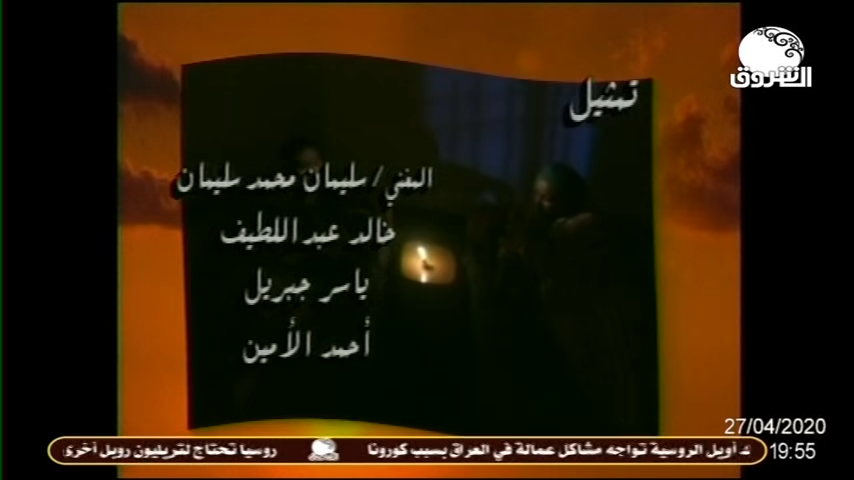 الشروق
تمثيل
المغني / سليمان محمد سليمان
خالد عبد اللطيف
ياسر جبريل
أحمد الأمين
27/04/2020
ك أويل الروسية تواجه مشاكل عمالة في العراق بسبب كورونا روسيا تحتاج لتريليون روبل أخرى
19:55